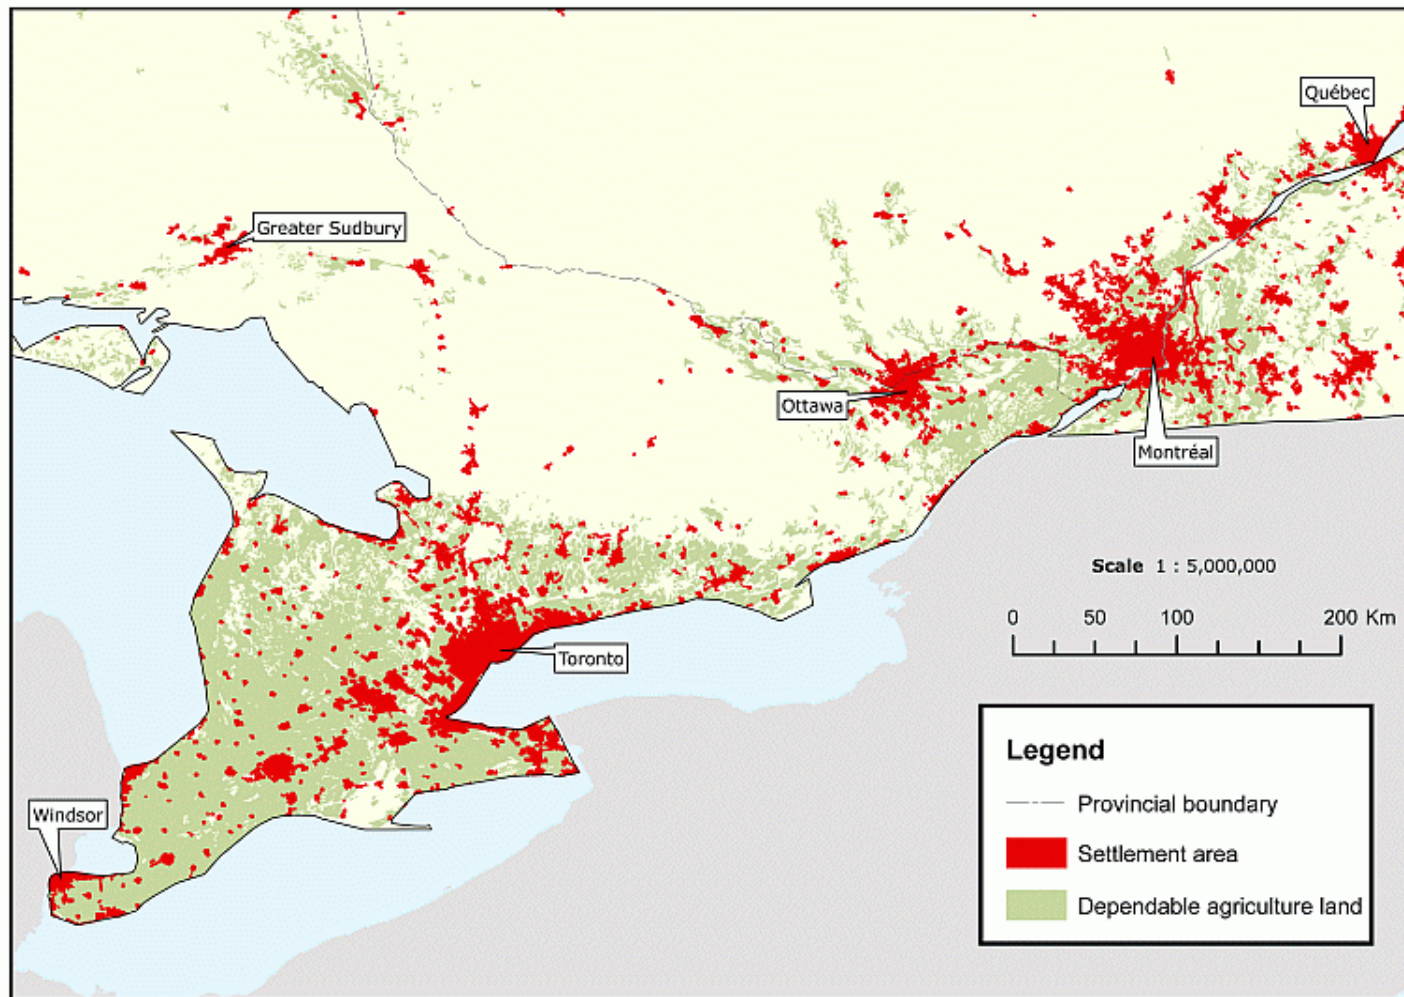 Québec
Greater Sudbury
Ottawa
Montréal
Scale 1 : 5,000,000
0 50 100 200 Km
Toronto
Legend
Provincial boundary
Windsor
Settlement area
Dependable agriculture land